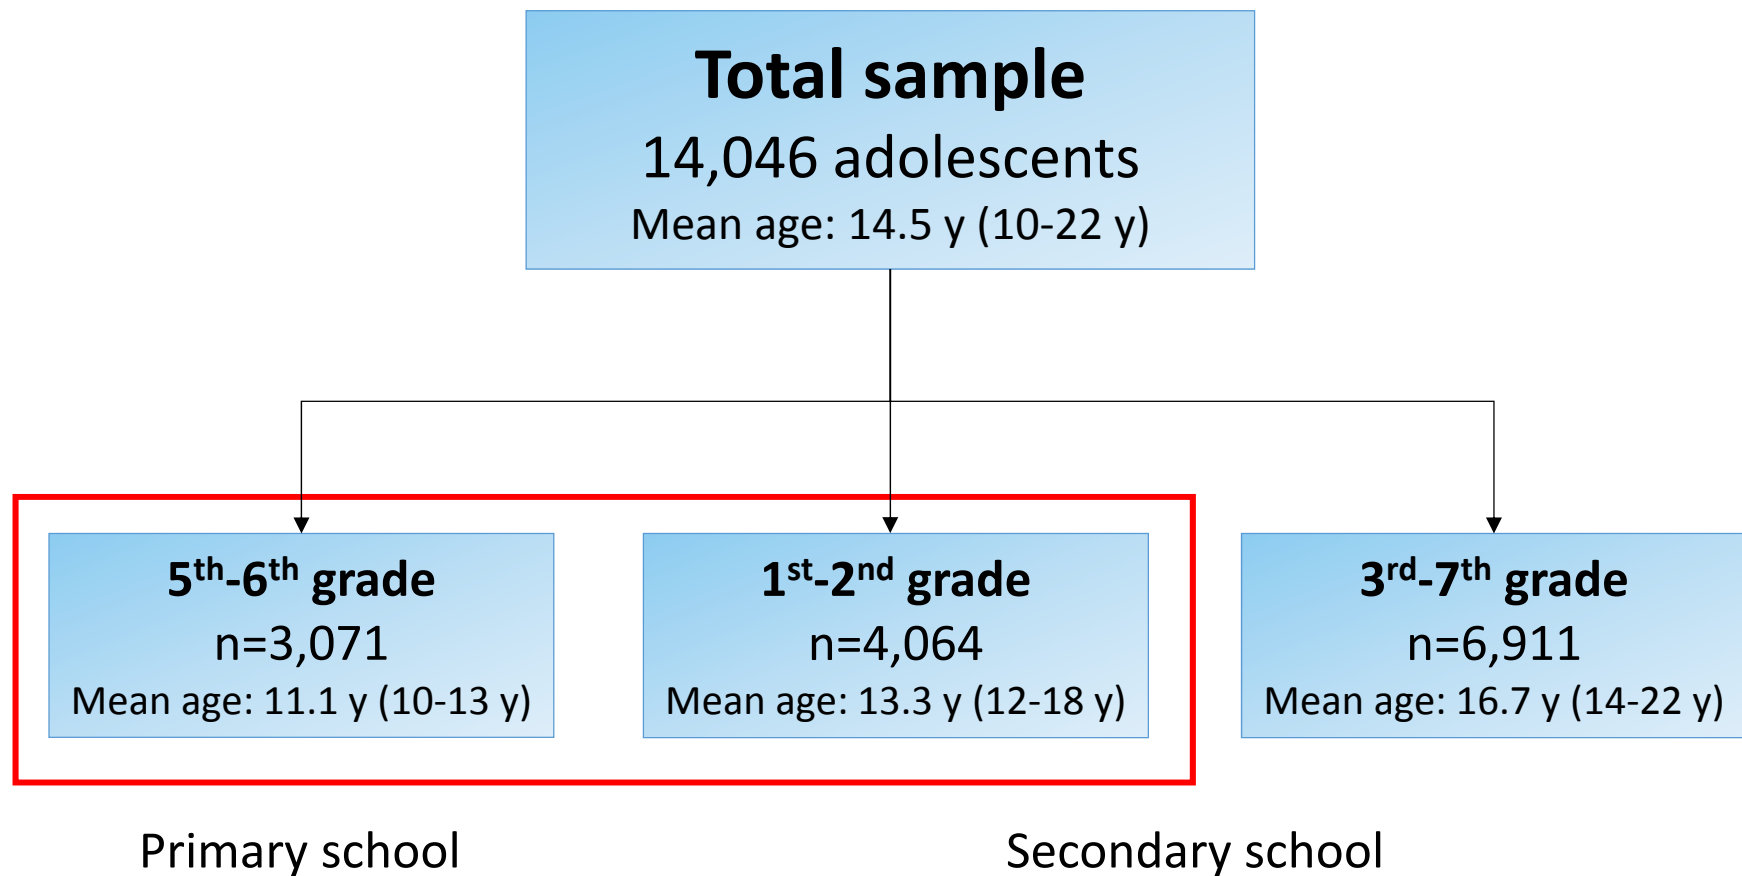 Total sample
14,046 adolescents
Mean age: 14.5 y (10-22 y)
5th-6th grade
n=3,071
Mean age: 11.1 y (10-13 y)
1st-2nd grade
n=4,064
Mean age: 13.3 y (12-18 y)
3rd-7th grade
n=6,911
Mean age: 16.7 y (14-22 y)
Primary school
Secondary school